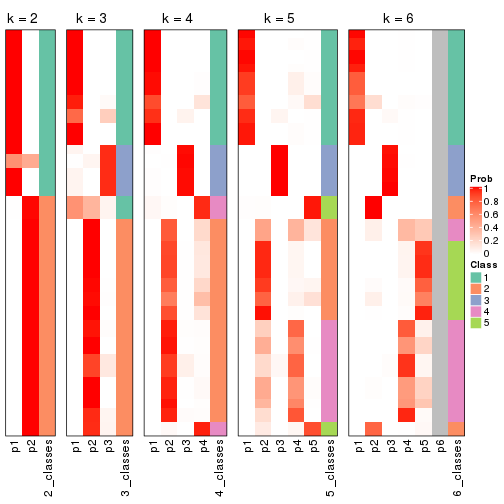 k = 2 k = 3 k = 4 k = 5 k = 6
Prob
1
0.8
0.6
0.4
0.2
0
Class
1
2
3
4
5
p1 p2 2_classes p1 p2 p3 3_classes p1 p2 p3 p4 4_classes p1 p2 p3 p4 p5 5_classes p1 p2 p3 p4 p5 p6 6_classes